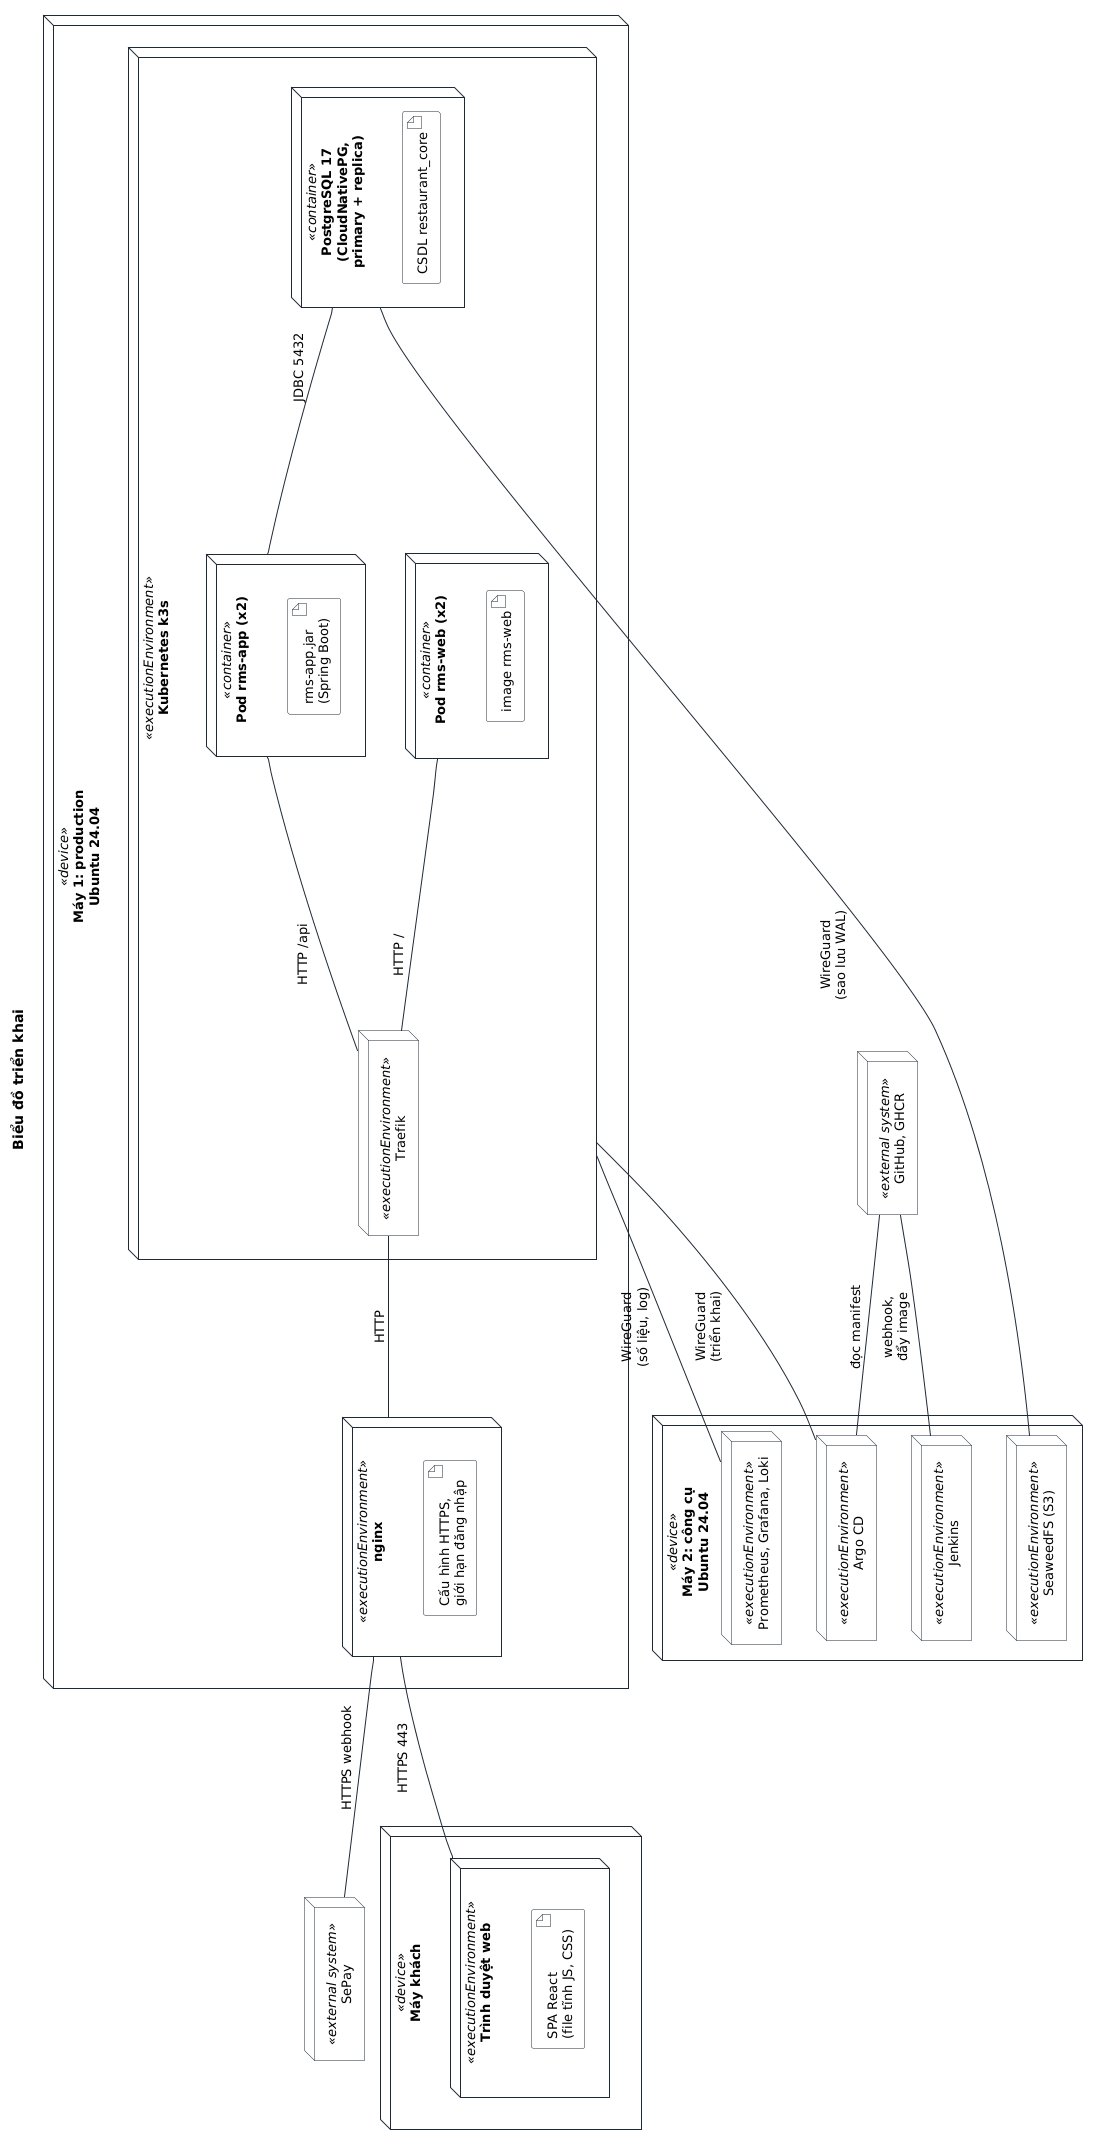 Biểu đồ triển khai
«device»
Máy 1: production
Ubuntu 24.04
«executionEnvironment»
Kubernetes k3s
«container»
PostgreSQL 17
(CloudNativePG,
primary + replica)
CSDL restaurant_core
JDBC 5432
«container»
Pod rms-app (x2)
rms-app.jar
(Spring Boot)
«container»
Pod rms-web (x2)
image rms-web
HTTP /api
HTTP /
«executionEnvironment»
Traefik
HTTP
«executionEnvironment»
nginx
Cấu hình HTTPS,
giới hạn đăng nhập
HTTPS webhook
HTTPS 443
«external system»
SePay
«device»
Máy khách
«executionEnvironment»
Trình duyệt web
SPA React
(file tĩnh JS, CSS)
WireGuard
(sao lưu WAL)
«external system»
GitHub, GHCR
WireGuard
(số liệu, log)
WireGuard
(triển khai)
đọc manifest
webhook,
đẩy image
«device»
Máy 2: công cụ
Ubuntu 24.04
«executionEnvironment»
Prometheus, Grafana, Loki
«executionEnvironment»
Argo CD
«executionEnvironment»
Jenkins
«executionEnvironment»
SeaweedFS (S3)